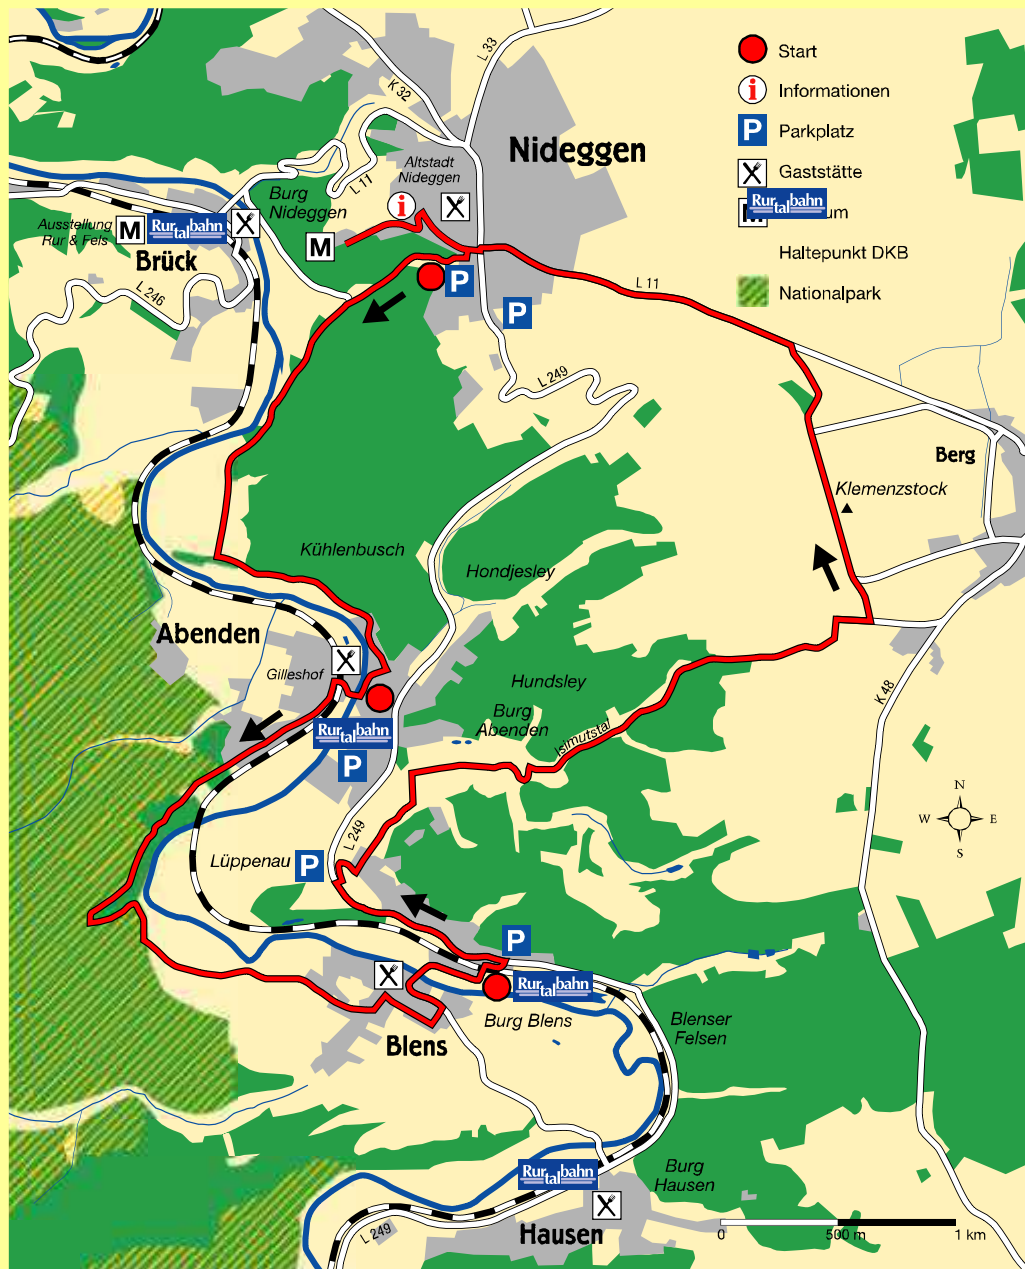 L 33
K 32
Nideggen
Start
Informationen
P
Parkplatz
Gaststätte
Rurtalbahn
M
um
Haltepunkt DKB
Nationalpark
Altstadt
Nideggen
L 11
Burg
Nideggen
i
M
Ausstellung
Rur & Fels
M
Rurtalbahn
Brück
L 246
P
P
L 11
L 249
Berg
Klemenzstock
Kühlenbusch
Hondjesley
Abenden
Gilleshof
Hundsley
Burg
Abenden
Rurtalbahn
P
Isimutstal
K 48
N
W
E
S
L 249
Lüppenau
P
P
Rurtalbahn
Burg Blens
Blens
Blenser
Felsen
Rurtalbahn
Burg
Hausen
Hausen
L 249
0
500 m
1 km